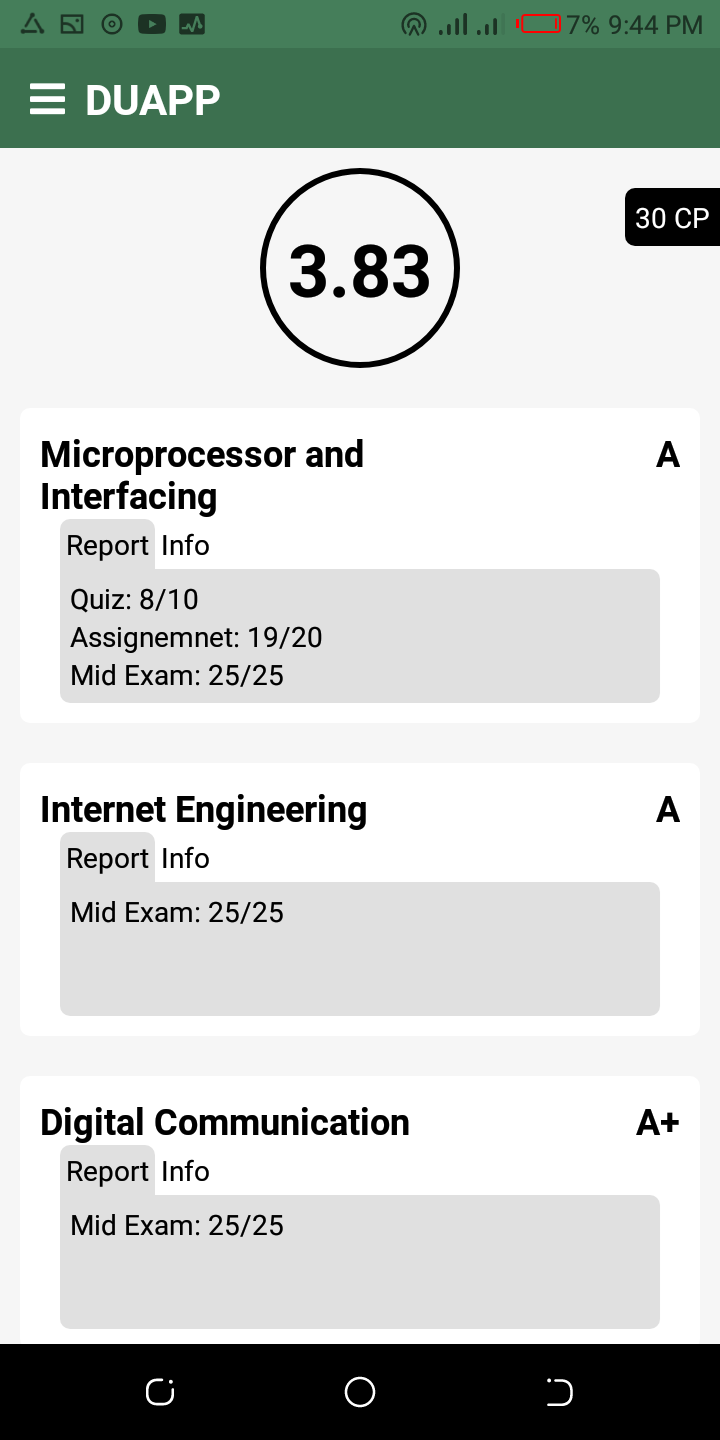 7% 9:44 PM
DUAPP
30 CP
3.83
Microprocessor and
Interfacing
A
Report Info
Quiz: 8/10
Assignemnet: 19/20
Mid Exam: 25/25
Internet Engineering A
Report Info
Mid Exam: 25/25
Digital Communication A+
Report Info
Mid Exam: 25/25